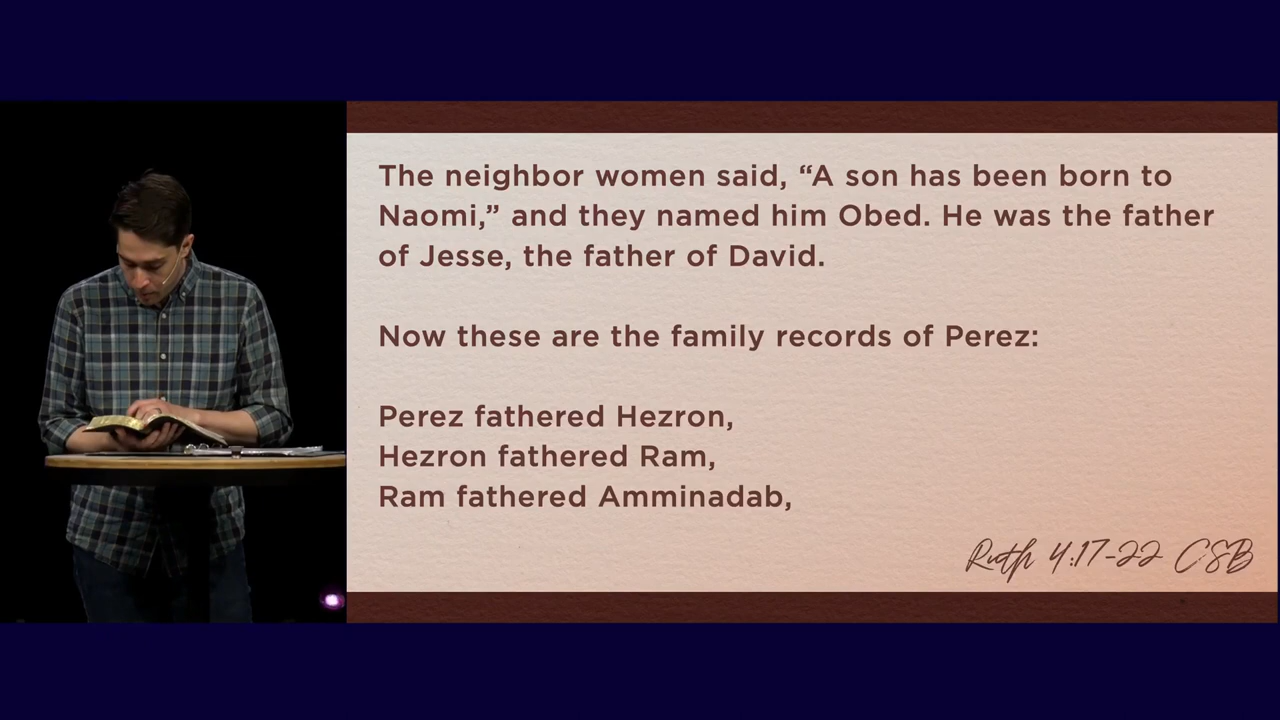 The neighbor women said, “A son has been born to
Naomi,” and they named him Obed. He was the father
of Jesse, the father of David.
Now these are the family records of Perez:
Perez fathered Hezron,
Hezron fathered Ram,
Ram fathered Amminadab,
Ruth 4:17-22 CSB